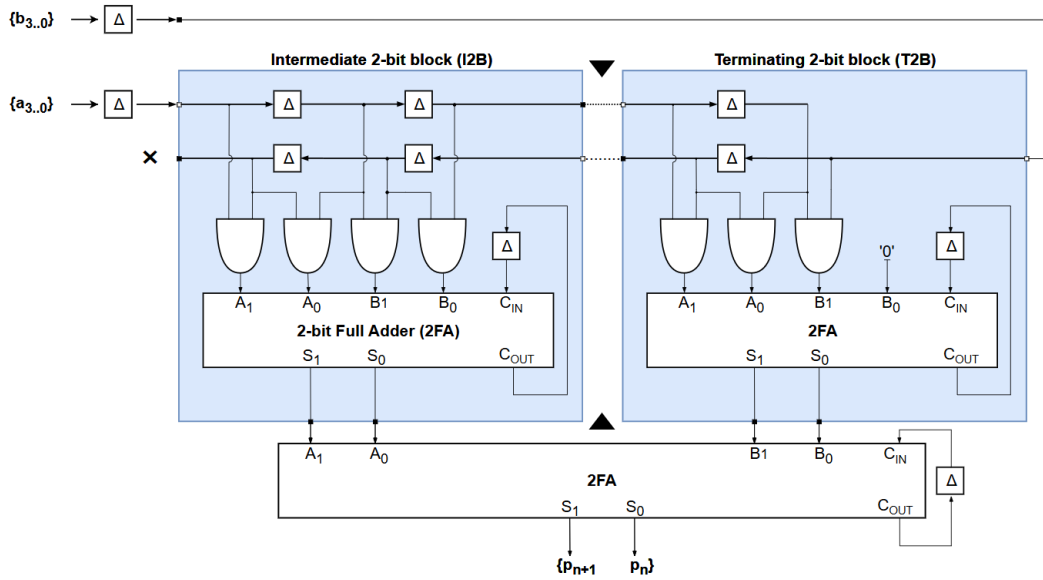 {b3..0}
Δ
Intermediate 2-bit block (I2B)
Terminating 2-bit block (T2B)
{a3..0}
Δ
Δ
Δ
Δ
×
Δ
Δ
Δ
Δ
Δ
Δ
'0'
A1
A0
B1
B0
CIN
A1
A0
B1
B0
CIN
2-bit Full Adder (2FA)
2FA
S1
S0
COUT
S1
S0
COUT
A1
A0
B1
B0
CIN
2FA
Δ
S1
S0
COUT
{pn+1
pn}